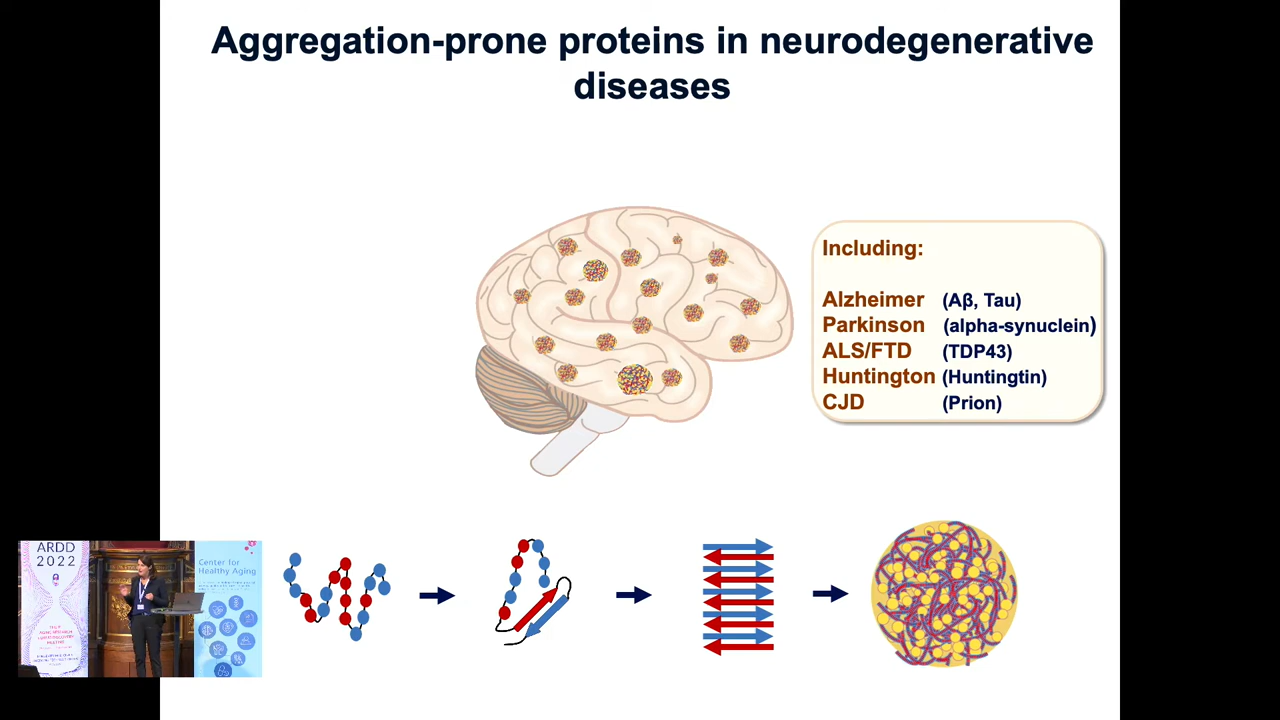 Aggregation-prone proteins in neurodegenerative
diseases
Including:
Alzheimer (Aβ, Tau)
Parkinson (alpha-synuclein)
ALS/FTD (TDP43)
Huntington (Huntingtin)
CJD (Prion)
ARDD
2022
Center for
Healthy Aging